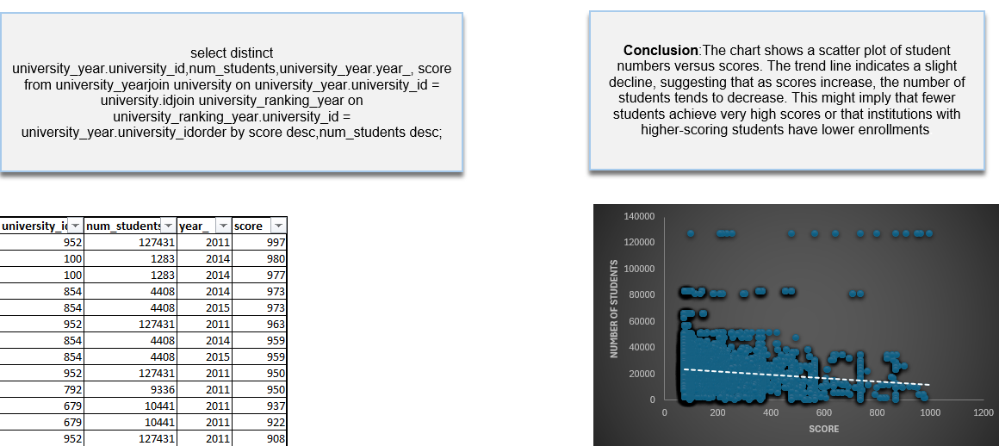 select distinct
university_year.university_id,num_students,university_year.year_, score
from university_yearjoin university on university_year.university_id =
university.idjoin university_ranking_year on
university_ranking_year.university_id =
university_year.university_idorder by score desc,num_students desc;
Conclusion:The chart shows a scatter plot of student
numbers versus scores. The trend line indicates a slight
decline, suggesting that as scores increase, the number of
students tends to decrease. This might imply that fewer
students achieve very high scores or that institutions with
higher-scoring students have lower enrollments
university_id num_students year_ score
952 127431 2011 997
100 1283 2014 980
100 1283 2014 977
854 4408 2014 973
854 4408 2015 973
952 127431 2011 963
854 4408 2014 959
854 4408 2015 959
952 127431 2011 950
792 9336 2011 950
679 10441 2011 937
679 10441 2011 922
952 127431 2011 908
NUMBER OF STUDENTS
140000
120000
100000
80000
60000
40000
20000
0
0 200 400 600 800 1000 1200
SCORE